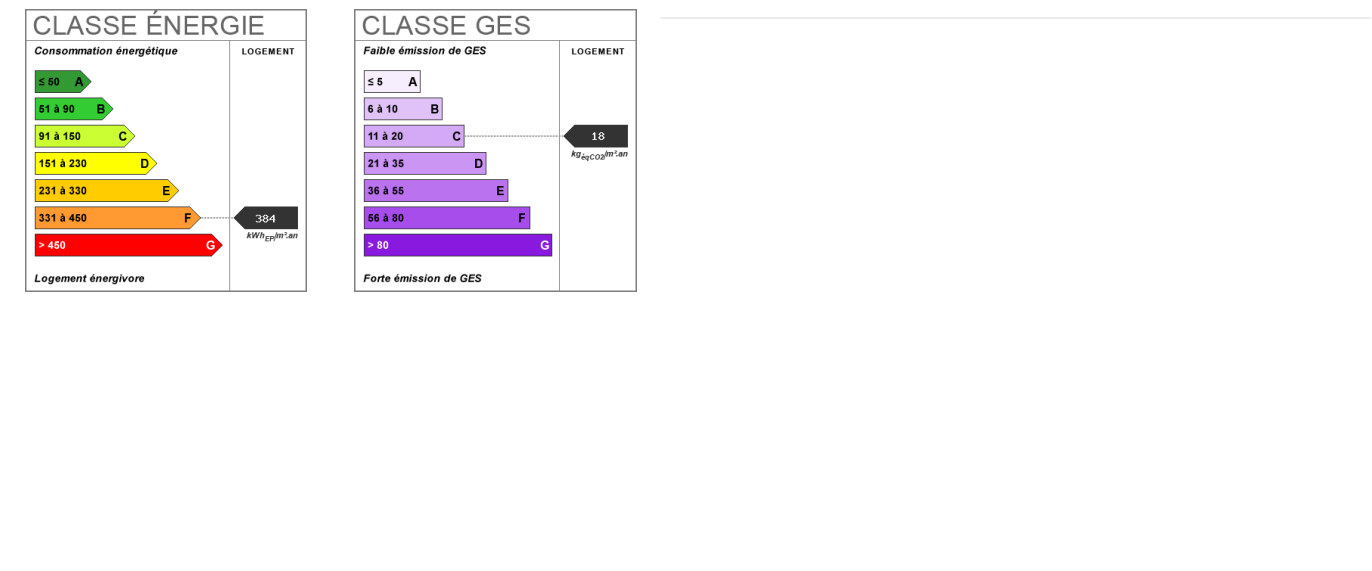 CLASSE ÉNERGIE
Consommation énergétique
LOGEMENT
≤ 50 A
51 à 90 B
91 à 150 C
151 à 230 D
231 à 330 E
331 à 450 F
384
kWhEP/m².an
> 450 G
Logement énergivore
CLASSE GES
Faible émission de GES
LOGEMENT
≤ 5 A
6 à 10 B
11 à 20 C
18
kgéqCO2/m².an
21 à 35 D
36 à 55 E
56 à 80 F
> 80 G
Forte émission de GES